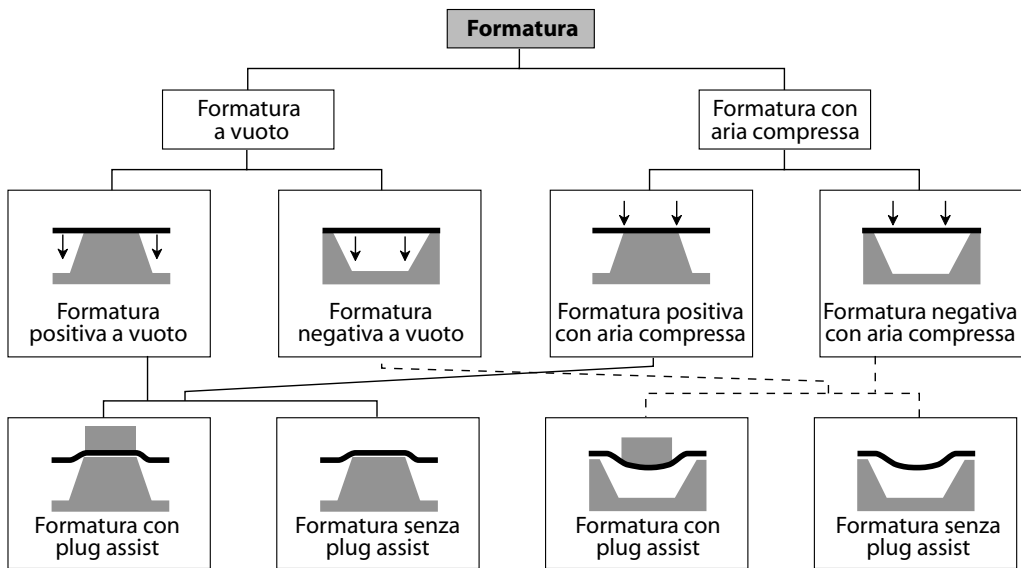 Formatura
Formatura
a vuoto
Formatura con
aria compressa
Formatura
positiva a vuoto
Formatura
negativa a vuoto
Formatura positiva
con aria compressa
Formatura negativa
con aria compressa
Formatura con
plug assist
Formatura senza
plug assist
Formatura con
plug assist
Formatura senza
plug assist